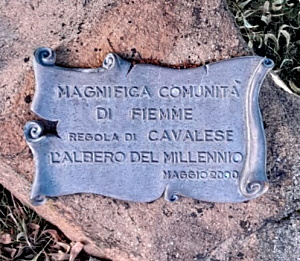 MAGNIFICA COMUNITÀ
DI FIEMME
REGOLA DI CAVALESE
L'ALBERO DEL MILLENNIO
MAGGIO 2000